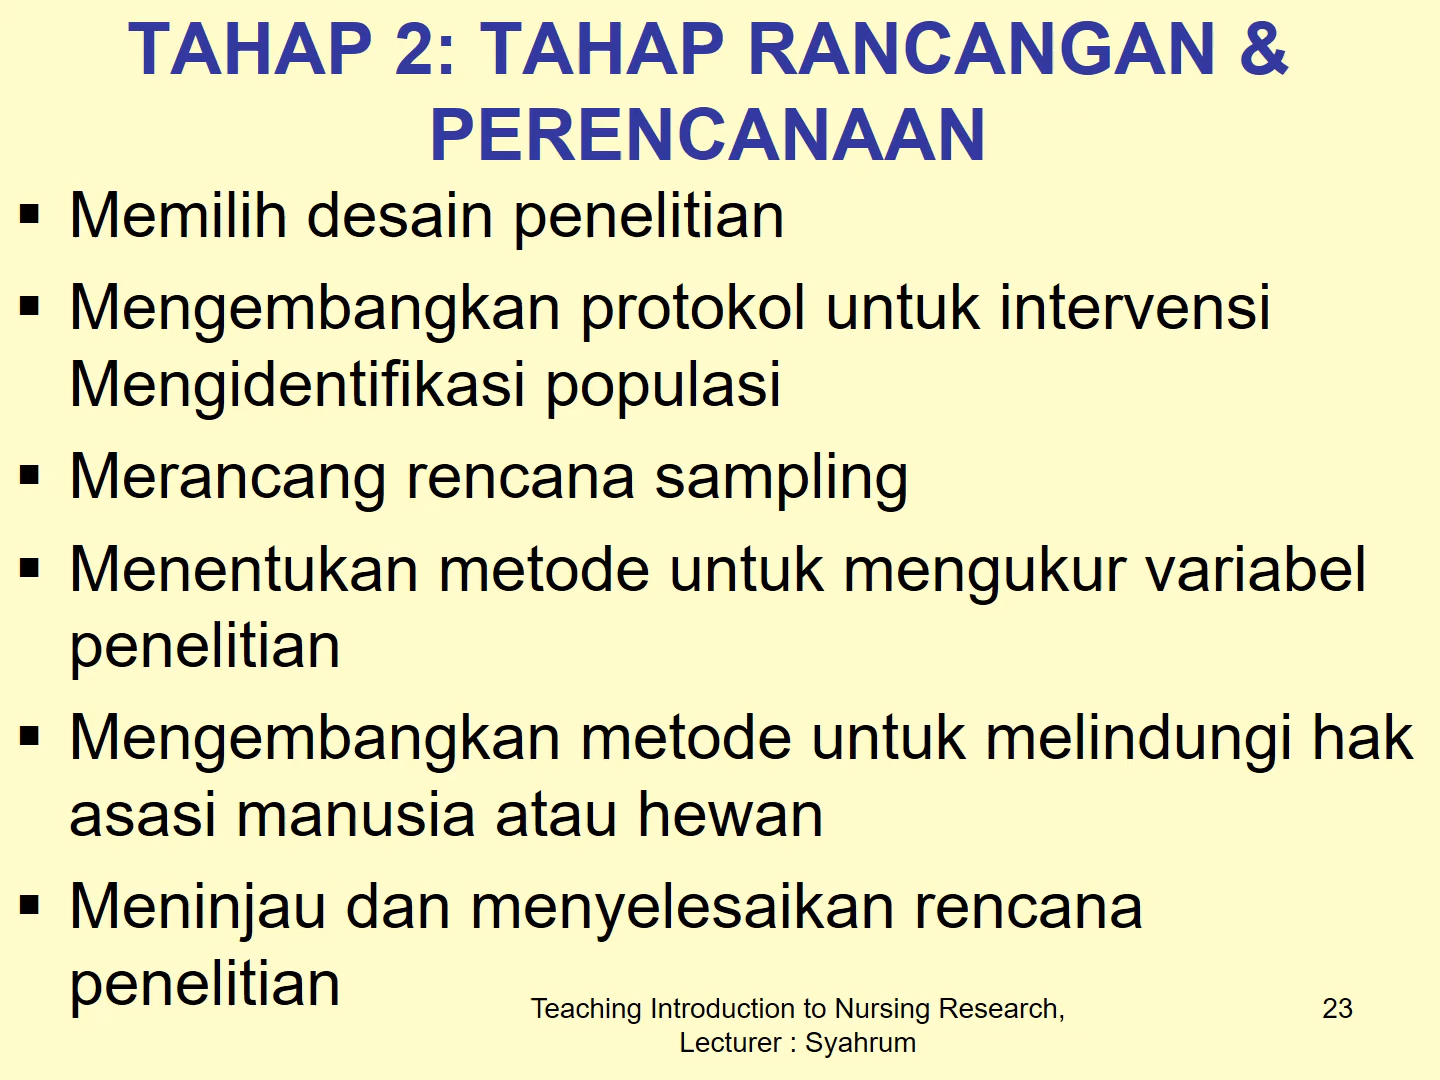 TAHAP 2: TAHAP RANCANGAN &
PERENCANAAN
▪ Memilih desain penelitian
▪ Mengembangkan protokol untuk intervensi
Mengidentifikasi populasi
▪ Merancang rencana sampling
▪ Menentukan metode untuk mengukur variabel
penelitian
▪ Mengembangkan metode untuk melindungi hak
asasi manusia atau hewan
▪ Meninjau dan menyelesaikan rencana
penelitian
Teaching Introduction to Nursing Research,
Lecturer : Syahrum
23